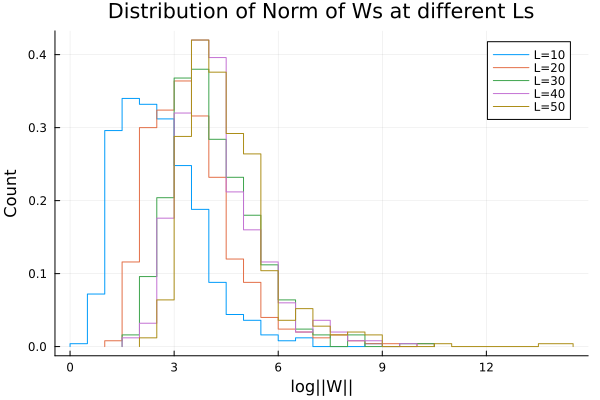 Distribution of Norm of Ws at different Ls
L=10
L=20
L=30
L=40
L=50
Count
0.4
0.3
0.2
0.1
0.0
0 3 6 9 12
log||W||